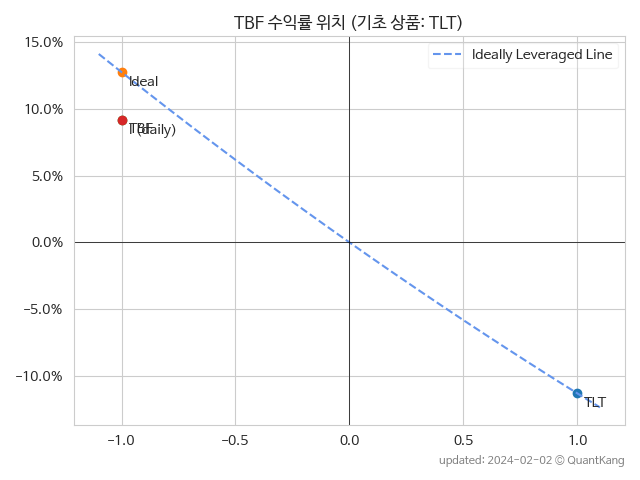 TBF 수익률 위치 (기초 상품: TLT)
15.0%
10.0%
5.0%
0.0%
−5.0%
−10.0%
Ideally Leveraged Line
Ideal
TBF
(daily)
TLT
−1.0
−0.5
0.0
0.5
1.0
updated: 2024-02-02 © QuantKang